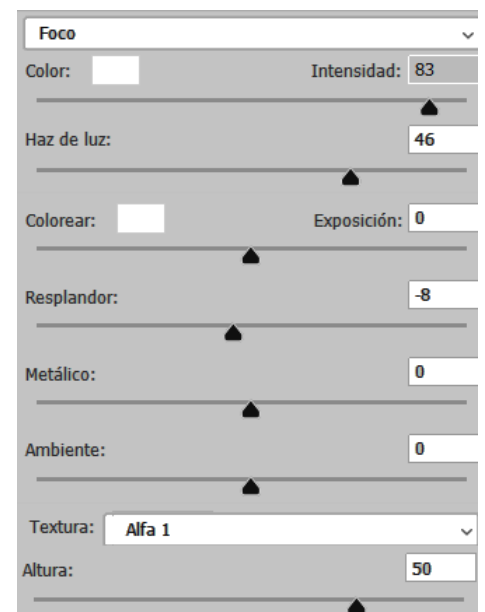 Foco
Color: Intensidad: 83
Haz de luz: 46
Colorear: Exposición: 0
Resplandor: -8
Metálico: 0
Ambiente: 0
Textura: Alfa 1
Altura: 50